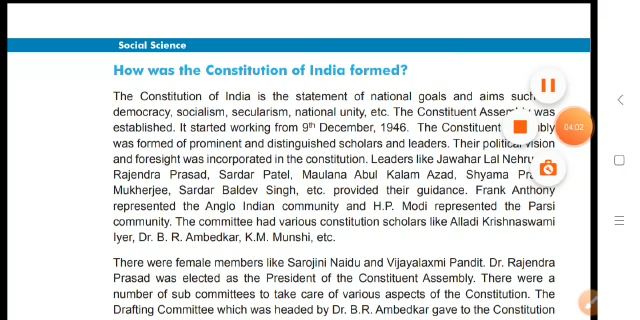 Social Science
How was the Constitution of India formed?
The Constitution of India is the statement of national goals and aims such
democracy, socialism, secularism, national unity, etc. The Constituent was
established. It started working from 9th December, 1946. The Constituent
was formed of prominent and distinguished scholars and leaders. Their political vision
and foresight was incorporated in the constitution. Leaders like Jawahar Lal Nehru,
Rajendra Prasad, Sardar Patel, Maulana Abul Kalam Azad, Shyama
Mukherjee, Sardar Baldev Singh, etc. provided their guidance. Frank Anthony
represented the Anglo Indian community and H.P. Modi represented the Parsi
community. The committee had various constitution scholars like Alladi Krishnaswami
Iyer, Dr. B. R. Ambedkar, K.M. Munshi, etc.
There were female members like Sarojini Naidu and Vijayalaxmi Pandit. Dr. Rajendra
Prasad was elected as the President of the Constituent Assembly. There were a
number of sub committees to take care of various aspects of the Constitution. The
Drafting Committee which was headed by Dr. B.R. Ambedkar gave to the Constitution
04:02